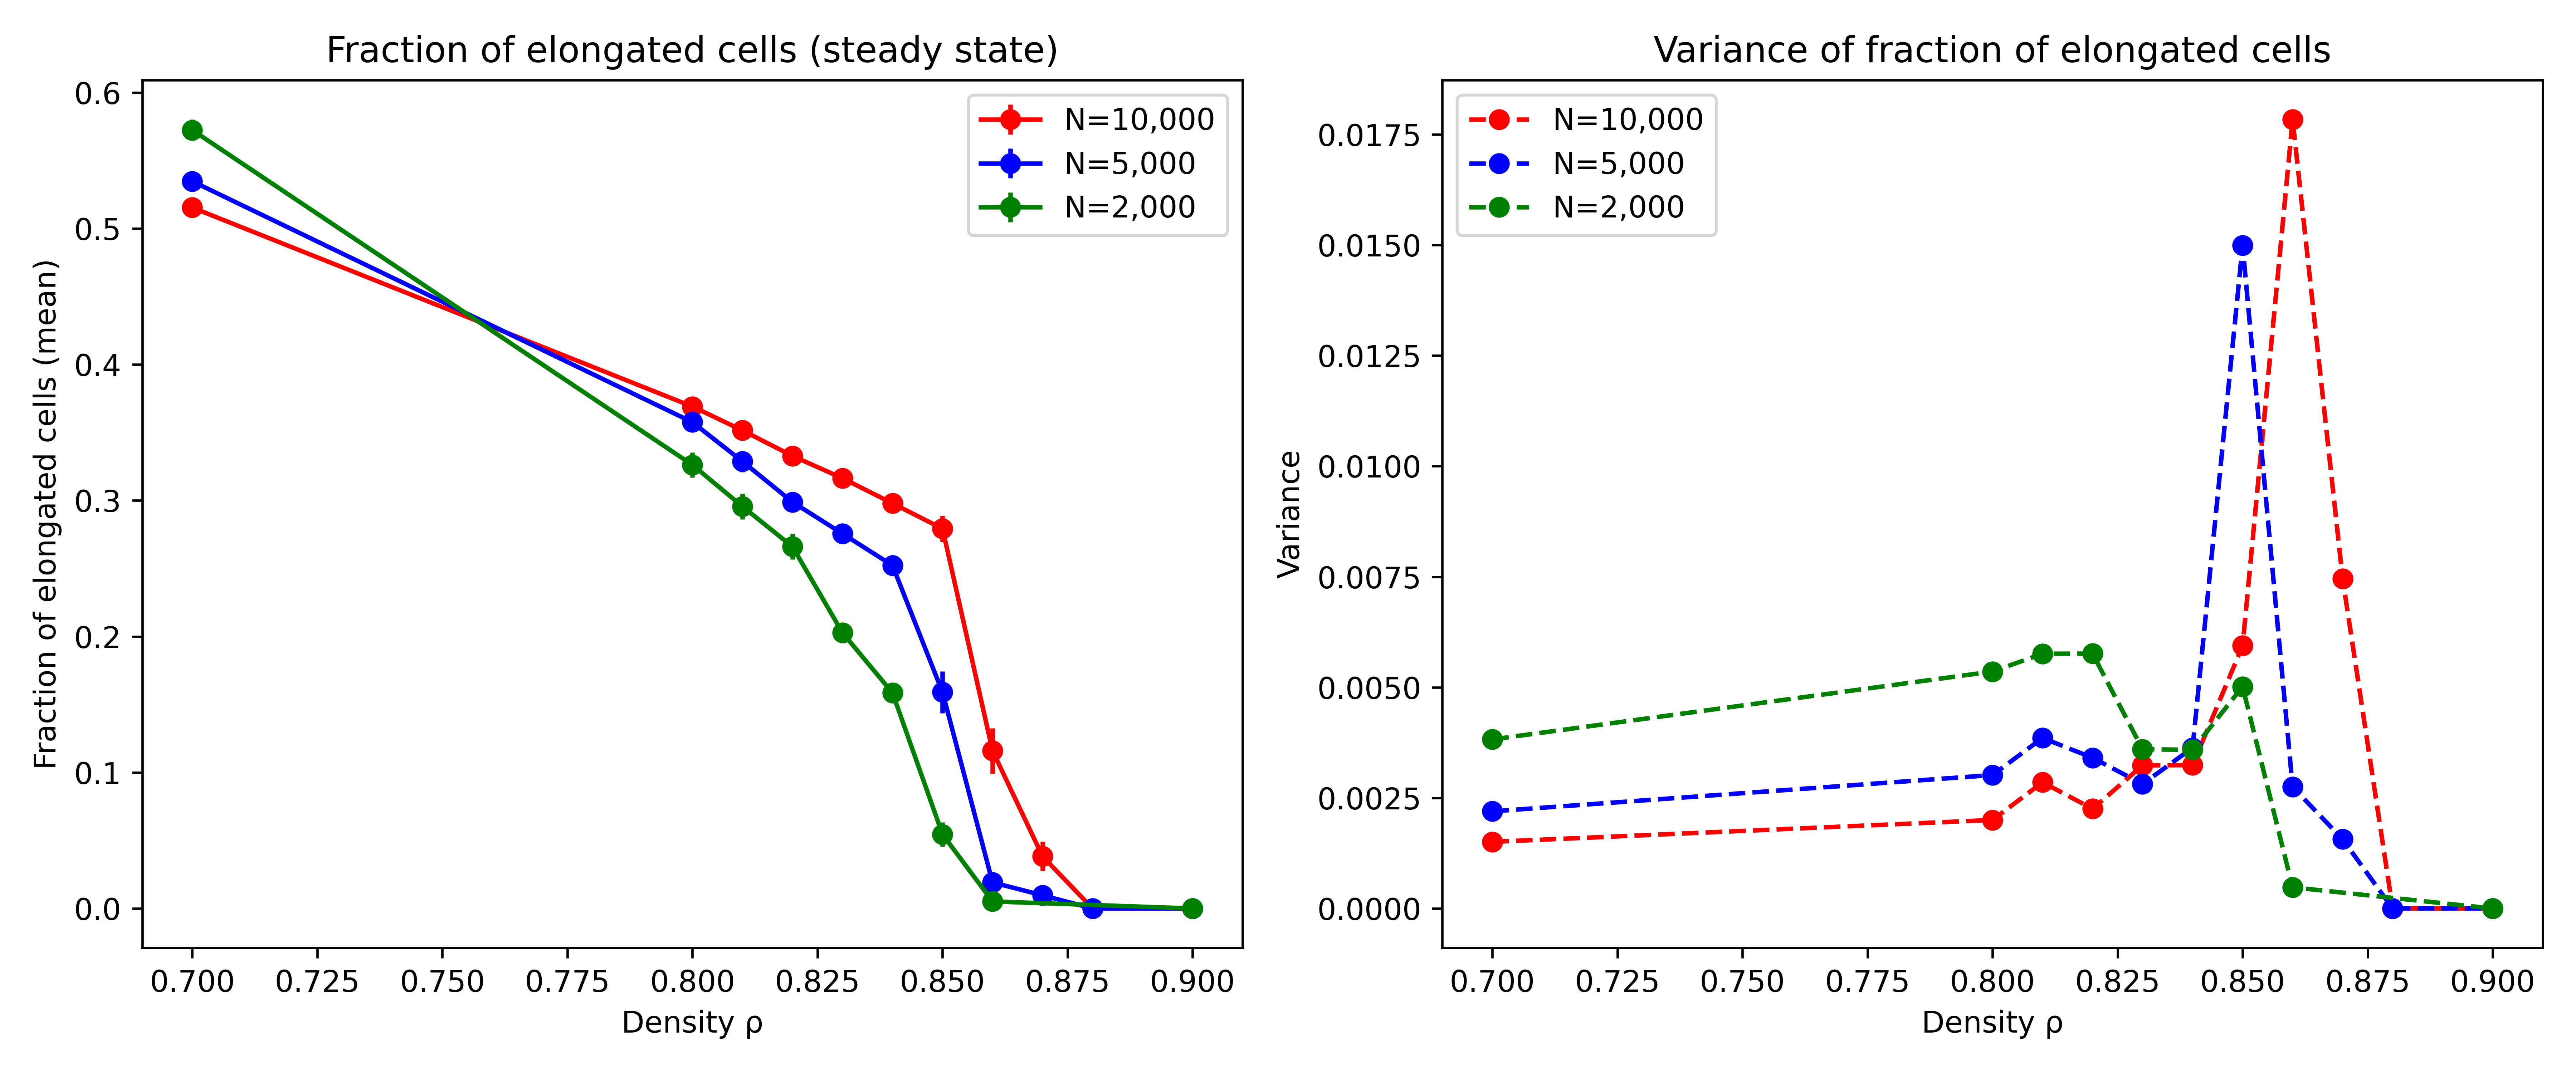 Fraction of elongated cells (steady state)
Fraction of elongated cells (mean)
0.6
0.5
0.4
0.3
0.2
0.1
0.0
N=10,000
N=5,000
N=2,000
0.700 0.725 0.750 0.775 0.800 0.825 0.850 0.875 0.900
Density ρ
Variance of fraction of elongated cells
Variance
0.0175
0.0150
0.0125
0.0100
0.0075
0.0050
0.0025
0.0000
N=10,000
N=5,000
N=2,000
0.700 0.725 0.750 0.775 0.800 0.825 0.850 0.875 0.900
Density ρ